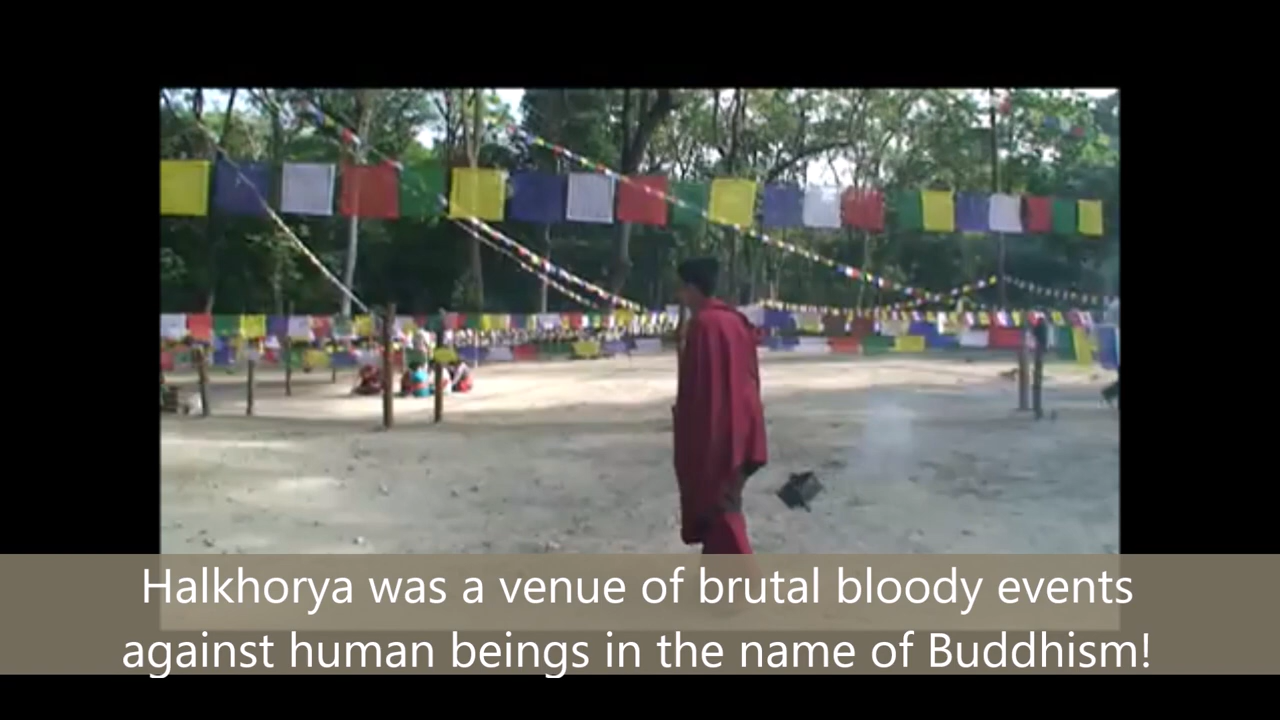 Halkhorya was a venue of brutal bloody events
against human beings in the name of Buddhism!